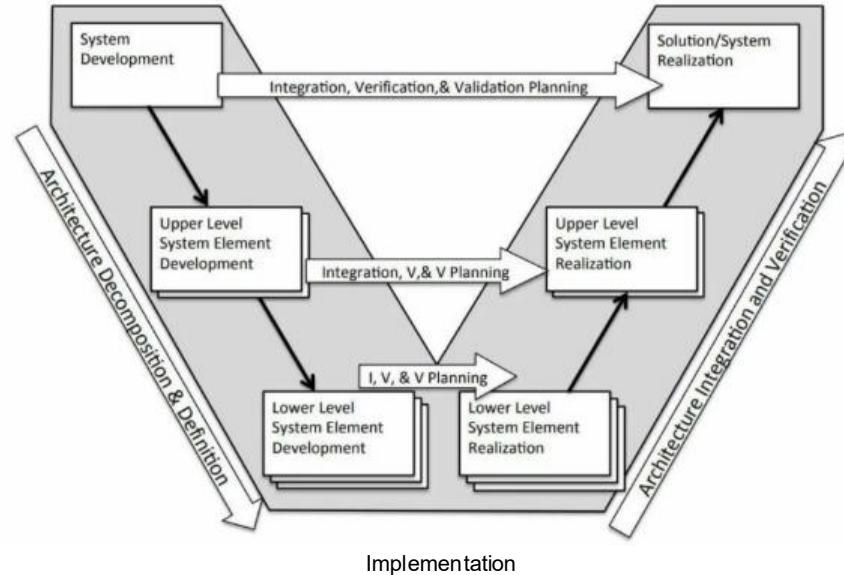 System
Development
Solution/System
Realization
Integration, Verification,& Validation Planning
Architecture Decomposition & Definition
Upper Level
System Element
Development
Integration, V,& V Planning
Upper Level
System Element
Realization
Architecture Integration and Verification
I, V, & V Planning
Lower Level
System Element
Development
Lower Level
System Element
Realization
Implementation